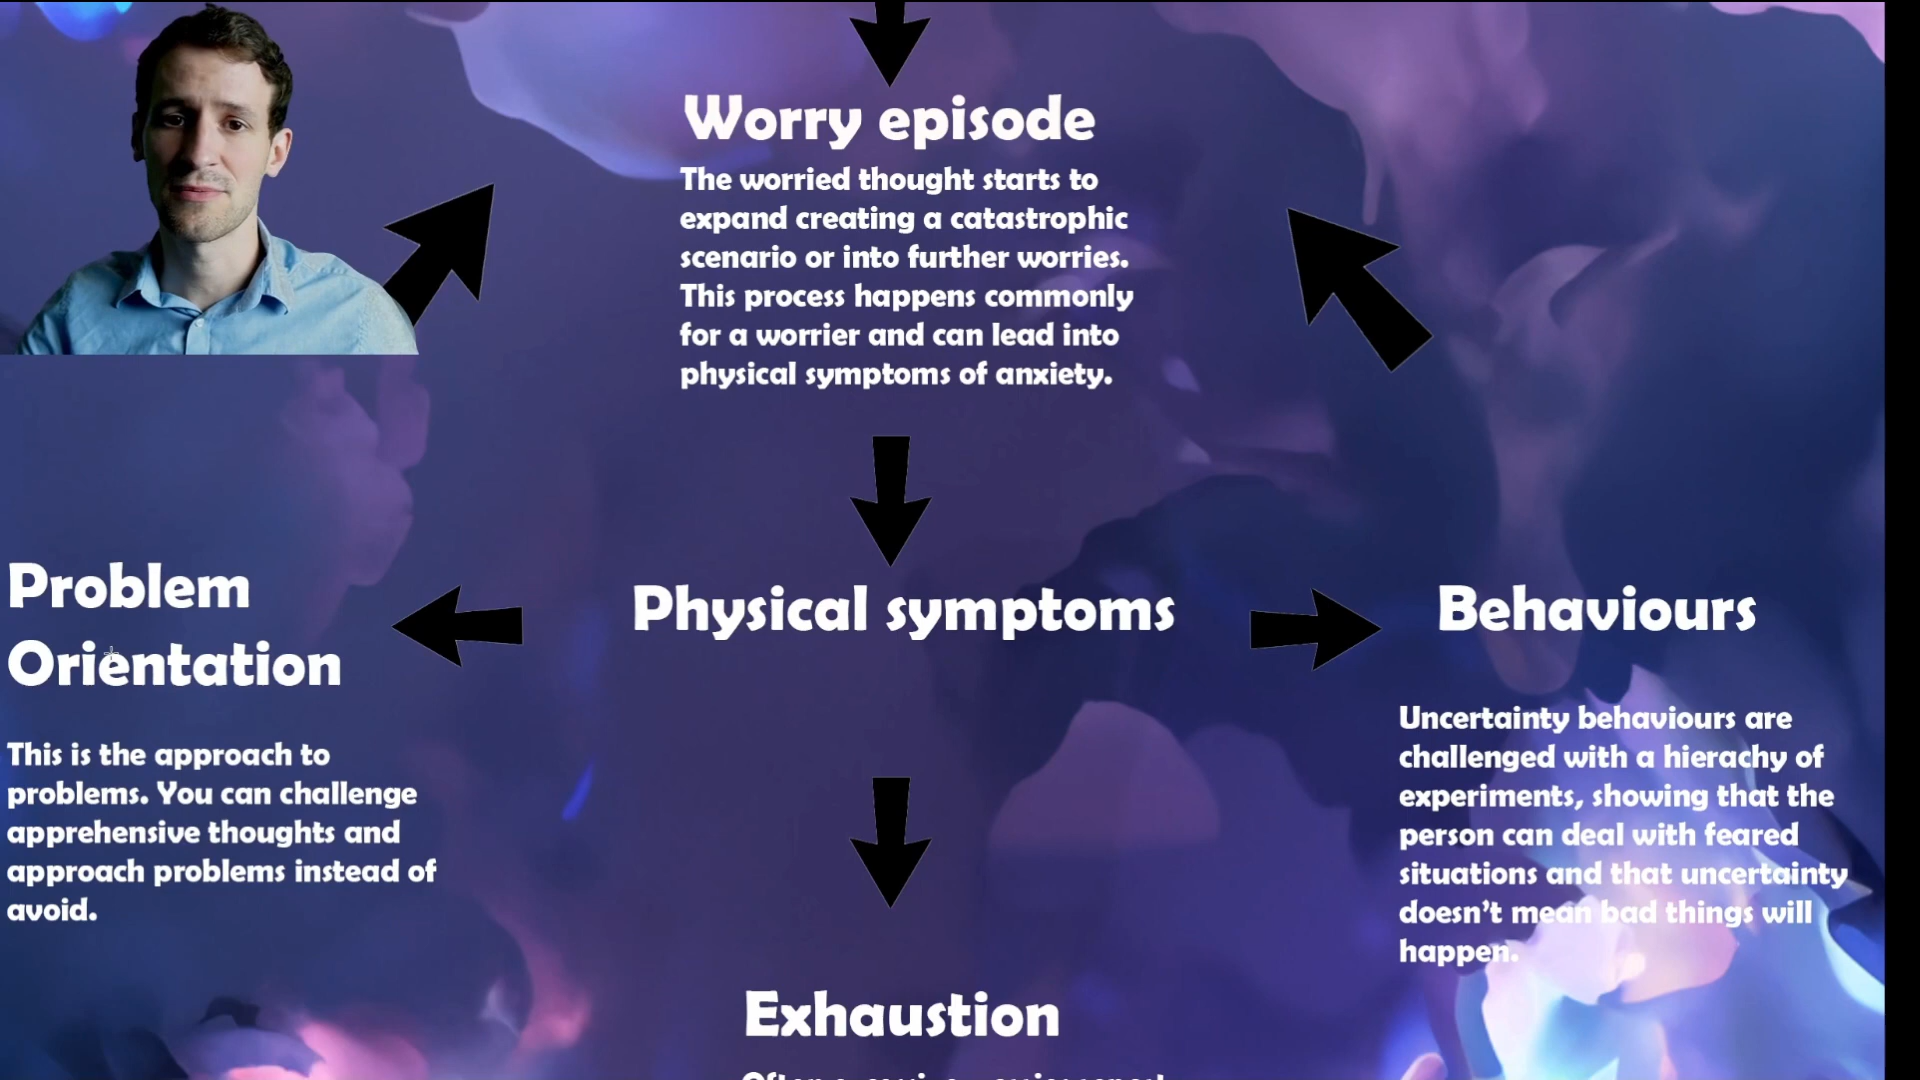 Worry episode
The worried thought starts to
expand creating a catastrophic
scenario or into further worries.
This process happens commonly
for a worrier and can lead into
physical symptoms of anxiety.
Problem
Orientation
This is the approach to
problems. You can challenge
apprehensive thoughts and
approach problems instead of
avoid.
Physical symptoms
Behaviours
Uncertainty behaviours are
challenged with a hierachy of
experiments, showing that the
person can deal with feared
situations and that uncertainty
doesn't mean bad things will
happen.
Exhaustion